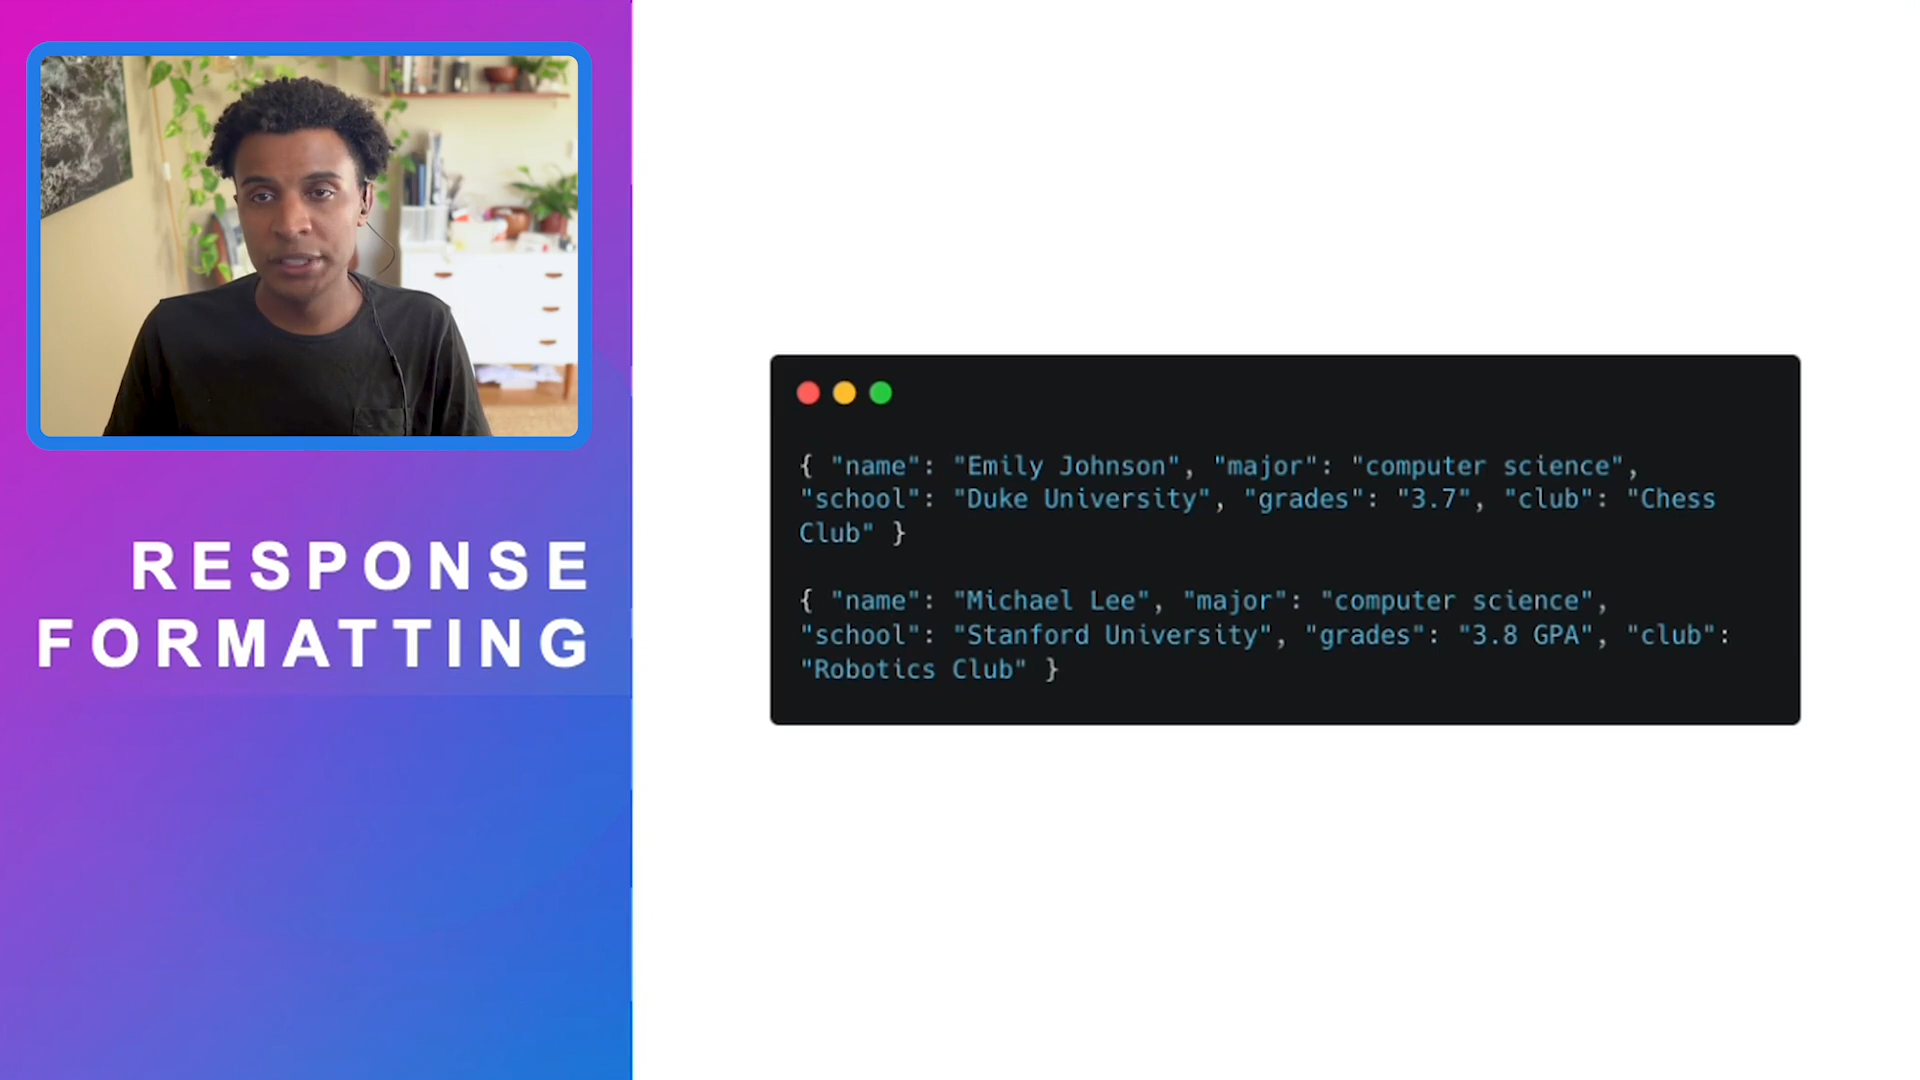 RESPONSE
FORMATTING
{ "name": "Emily Johnson", "major": "computer science",
"school": "Duke University", "grades": "3.7", "club": "Chess
Club" }
{ "name": "Michael Lee", "major": "computer science",
"school": "Stanford University", "grades": "3.8 GPA", "club":
"Robotics Club" }